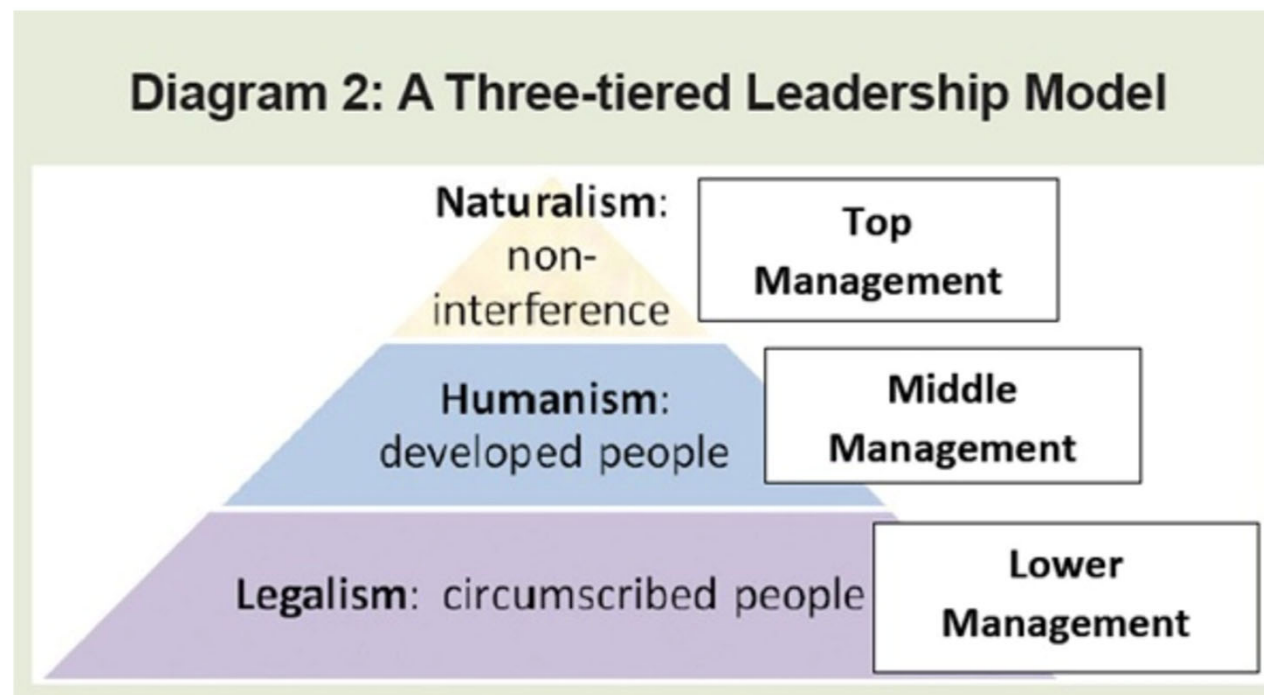 Diagram 2: A Three-tiered Leadership Model
Naturalism:
non-
interference
Top
Management
Humanism:
developed people
Middle
Management
Legalism: circumscribed people
Lower
Management